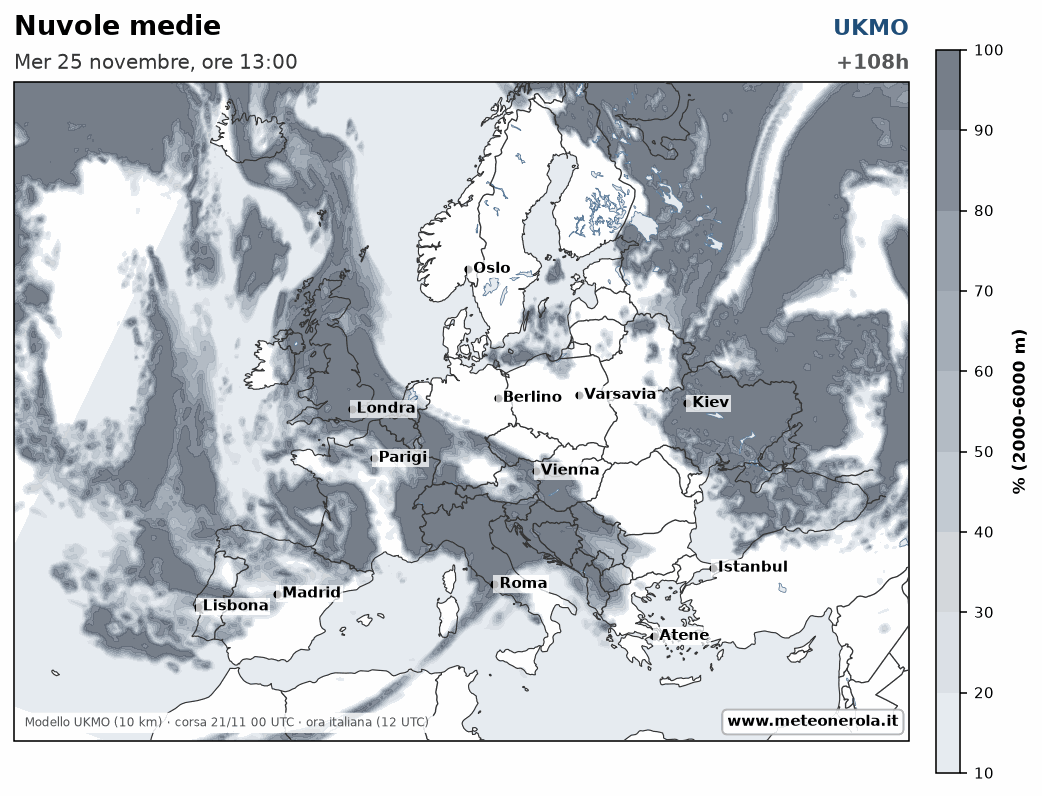 Nuvole medie
UKMO
Mer 25 novembre, ore 13:00
+108h
100
90
80
70
60
50
40
30
20
10
% (2000-6000 m)
Oslo
Berlino
Varsavia
Kiev
Londra
Parigi
Vienna
Istanbul
Roma
Madrid
Lisbona
Atene
Modello UKMO (10 km) · corsa 21/11 00 UTC · ora italiana (12 UTC)
www.meteonerola.it